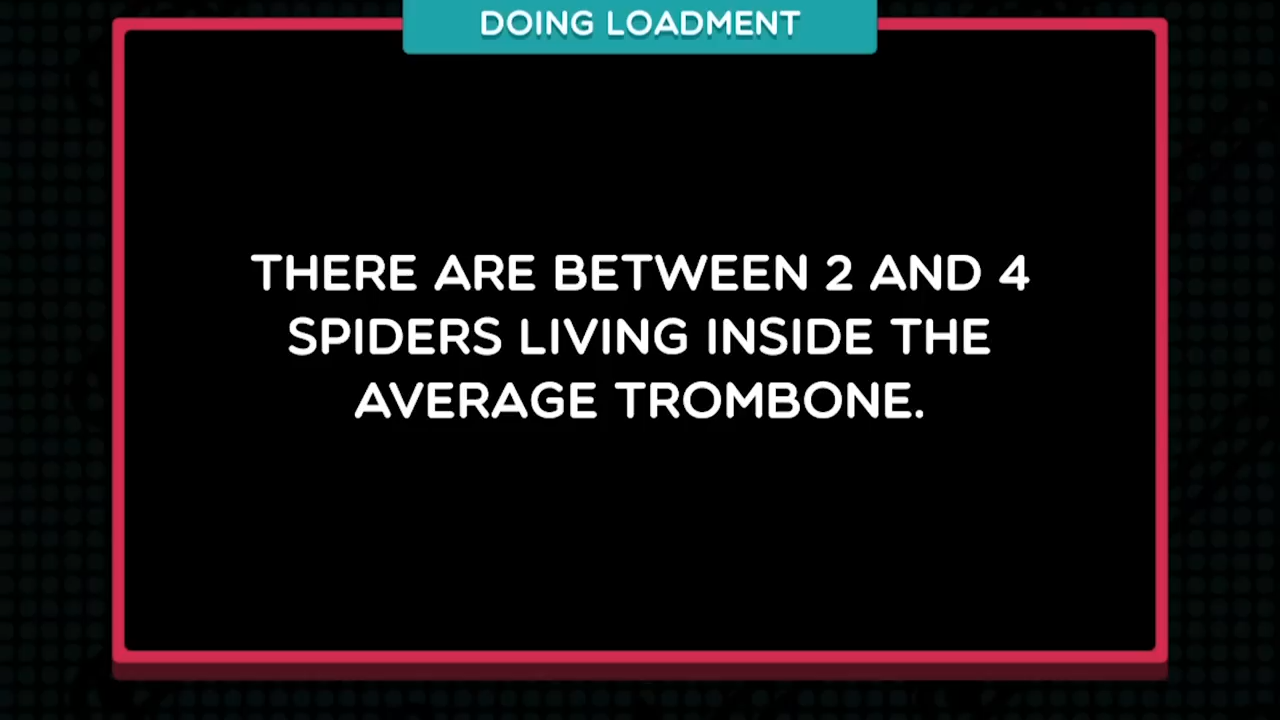 DOING LOADMENT
THERE ARE BETWEEN 2 AND 4
SPIDERS LIVING INSIDE THE
AVERAGE TROMBONE.